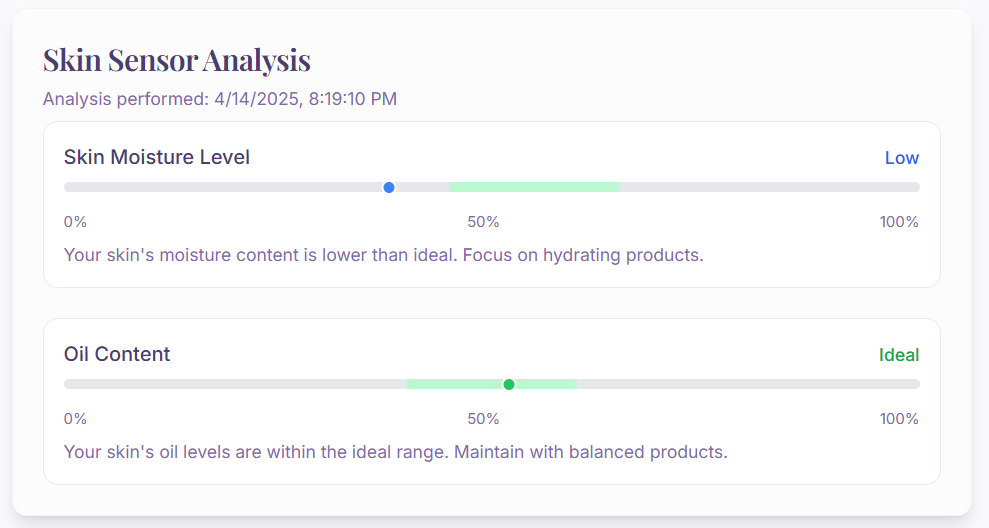 Skin Sensor Analysis
Analysis performed: 4/14/2025, 8:19:10 PM
Skin Moisture Level Low
0% 50% 100%
Your skin's moisture content is lower than ideal. Focus on hydrating products.
Oil Content Ideal
0% 50% 100%
Your skin's oil levels are within the ideal range. Maintain with balanced products.